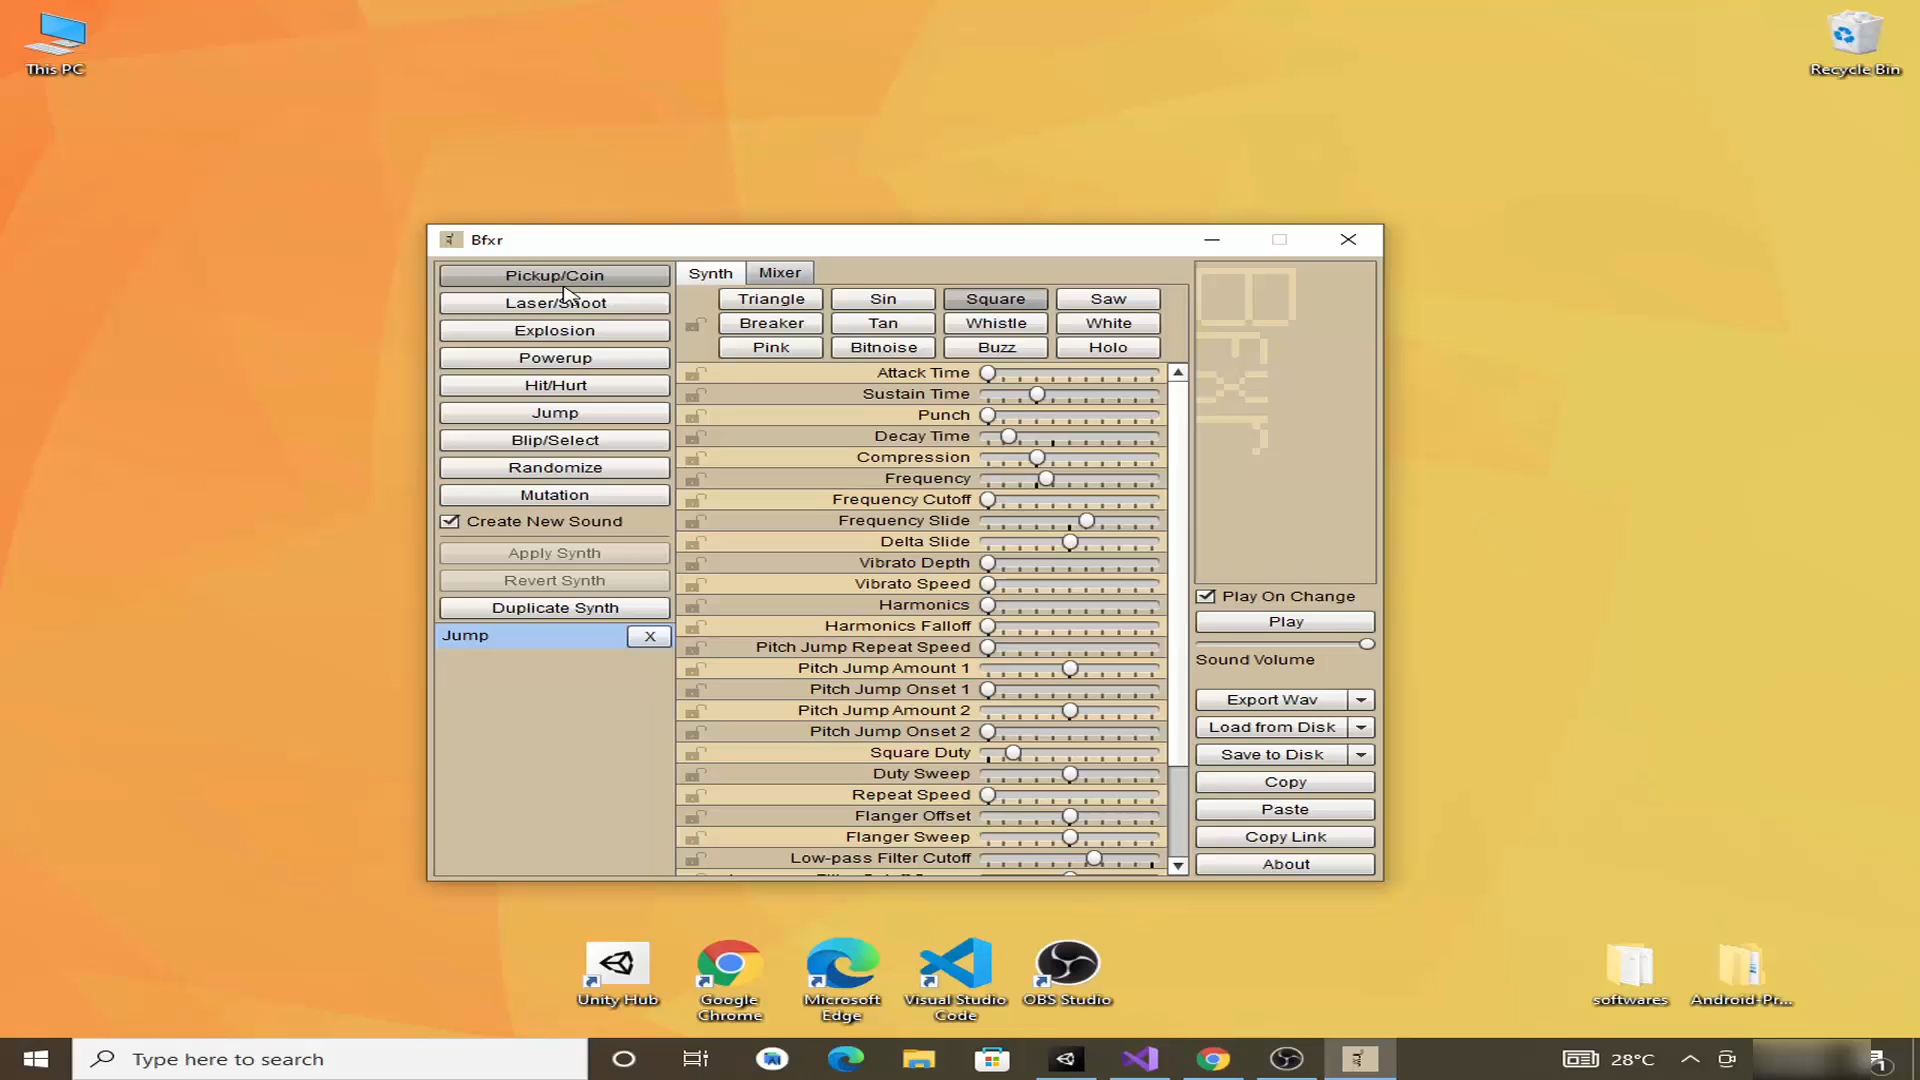 This PC
Recycle Bin
Bfxr
Pickup/Coin
Laser/Shoot
Explosion
Powerup
Hit/Hurt
Jump
Blip/Select
Randomize
Mutation
Create New Sound
Apply Synth
Revert Synth
Duplicate Synth
Jump X
Synth Mixer
Triangle Sin Square Saw
Breaker Tan Whistle White
Pink Bitnoise Buzz Holo
Attack Time
Sustain Time
Punch
Decay Time
Compression
Frequency
Frequency Cutoff
Frequency Slide
Delta Slide
Vibrato Depth
Vibrato Speed
Harmonics
Harmonics Falloff
Pitch Jump Repeat Speed
Pitch Jump Amount 1
Pitch Jump Onset 1
Pitch Jump Amount 2
Pitch Jump Onset 2
Square Duty
Duty Sweep
Repeat Speed
Flanger Offset
Flanger Sweep
Low-pass Filter Cutoff
Play On Change
Play
Sound Volume
Export Wav
Load from Disk
Save to Disk
Copy
Paste
Copy Link
About
Unity Hub
Google Chrome
Microsoft Edge
Visual Studio Code
OBS Studio
softwares
Android-Pr...
Type here to search
28°C
1